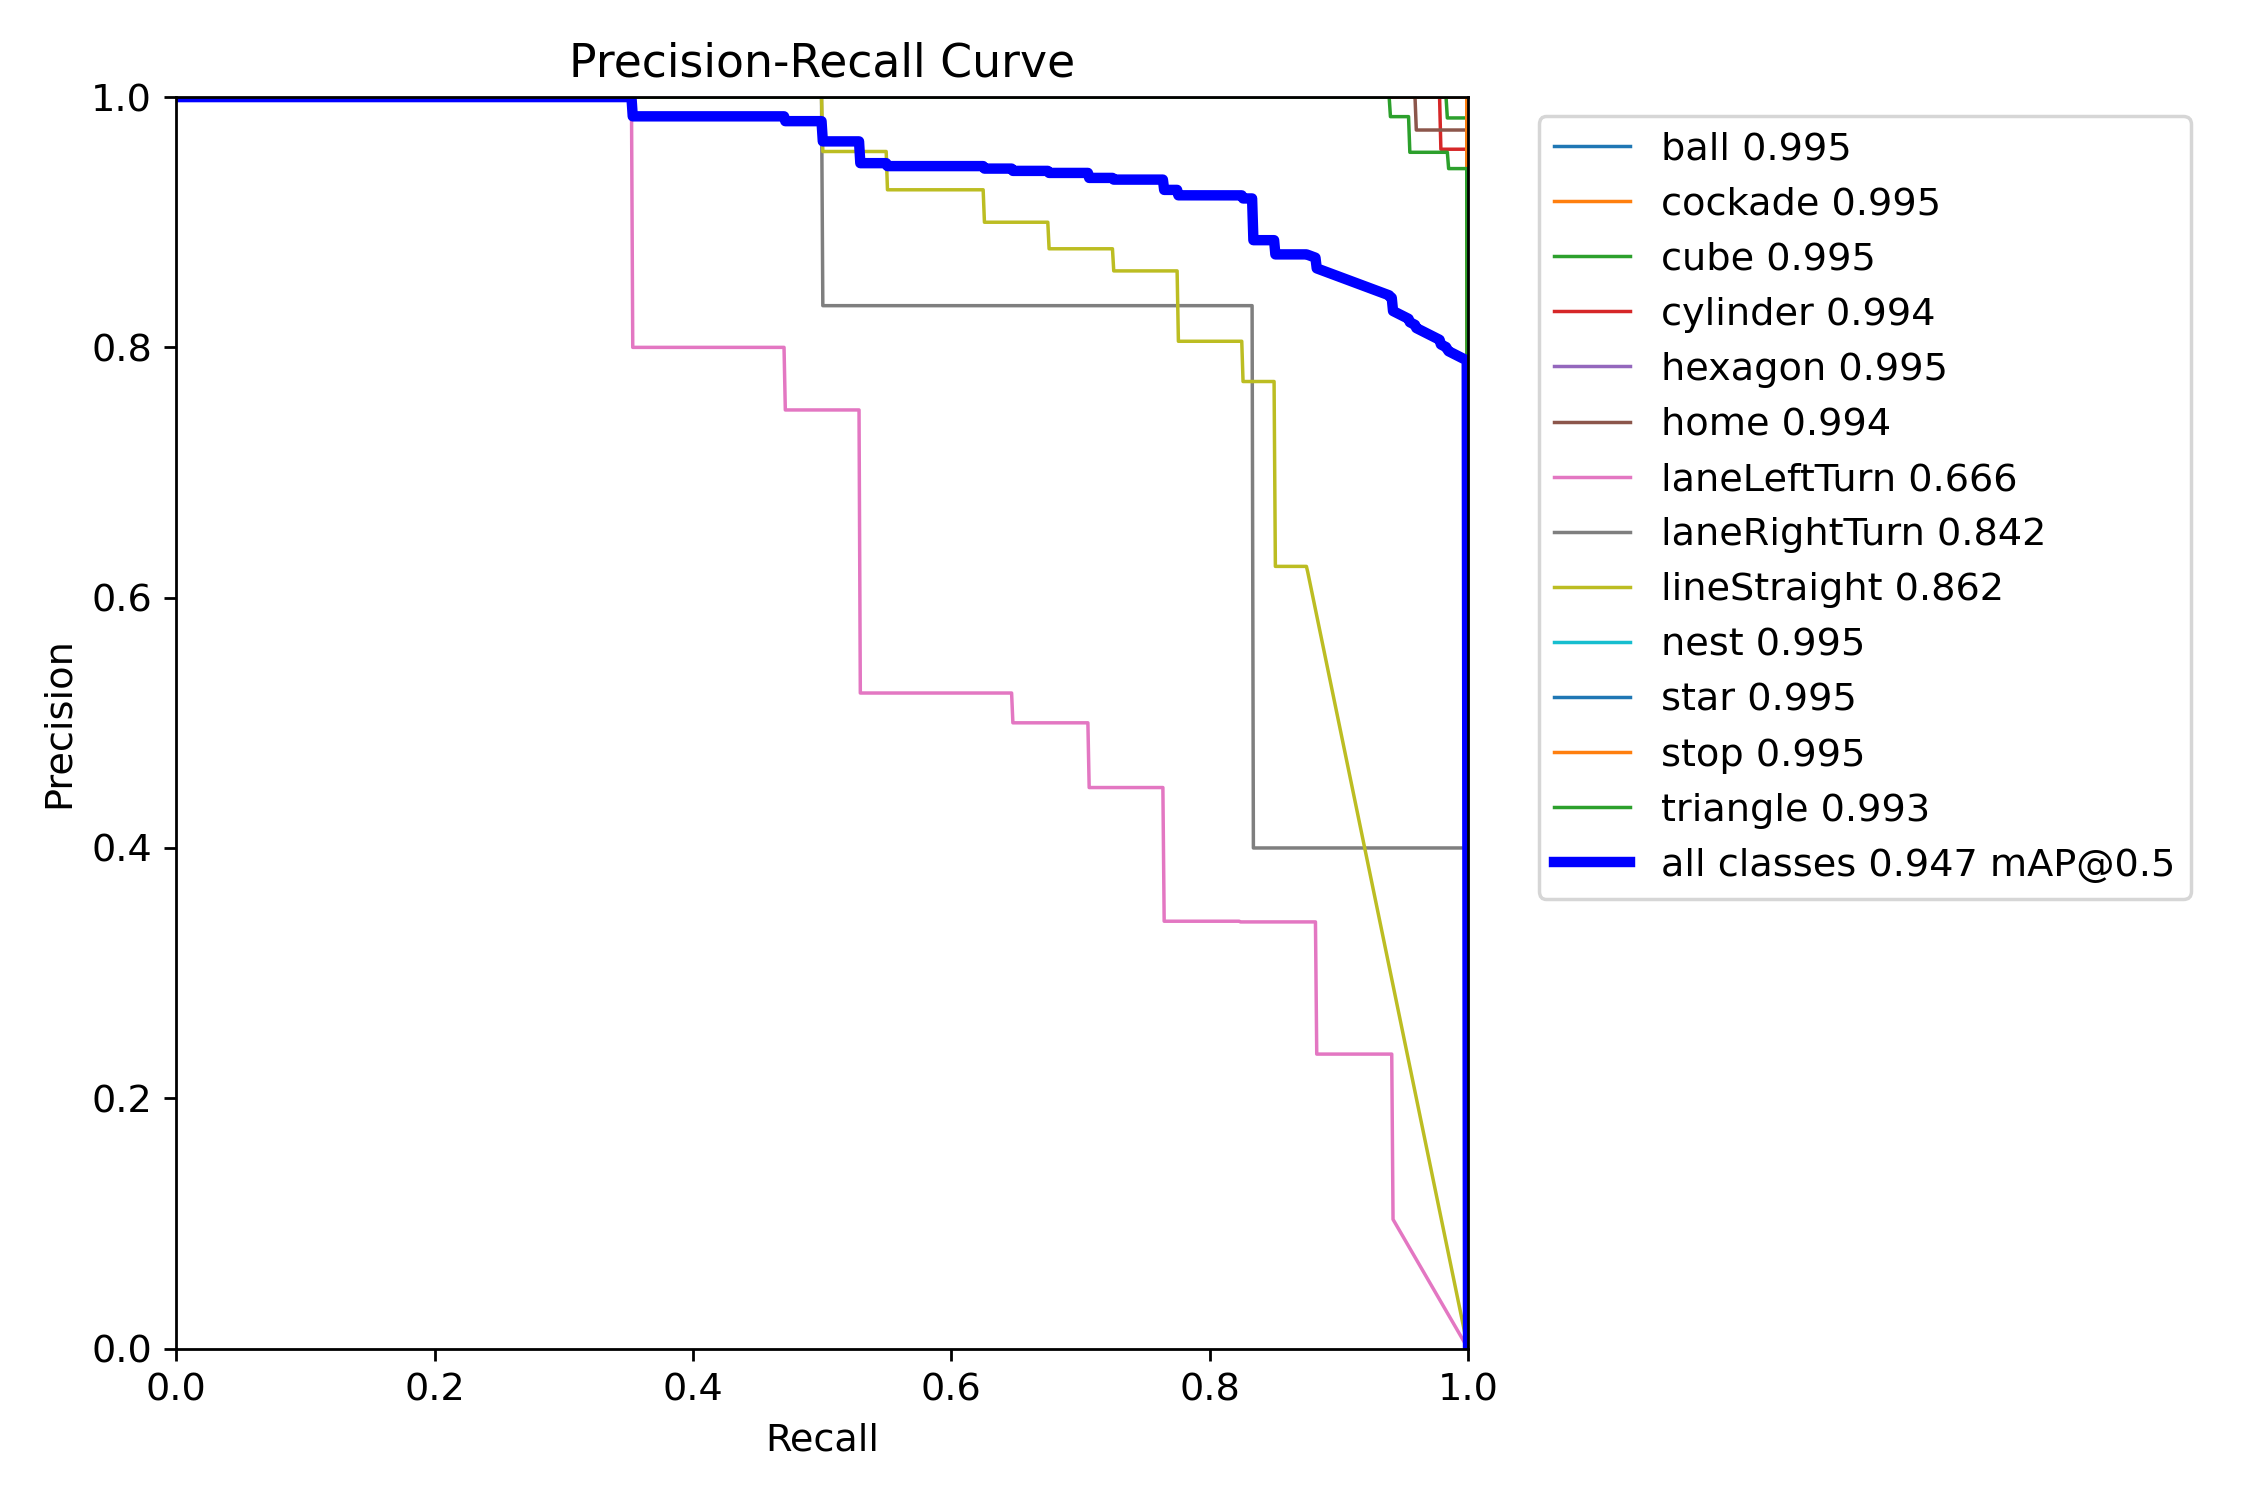 Precision-Recall Curve
1.0
0.8
0.6
0.4
0.2
0.0
Precision
0.0 0.2 0.4 0.6 0.8 1.0
Recall
ball 0.995
cockade 0.995
cube 0.995
cylinder 0.994
hexagon 0.995
home 0.994
laneLeftTurn 0.666
laneRightTurn 0.842
lineStraight 0.862
nest 0.995
star 0.995
stop 0.995
triangle 0.993
all classes 0.947 mAP@0.5